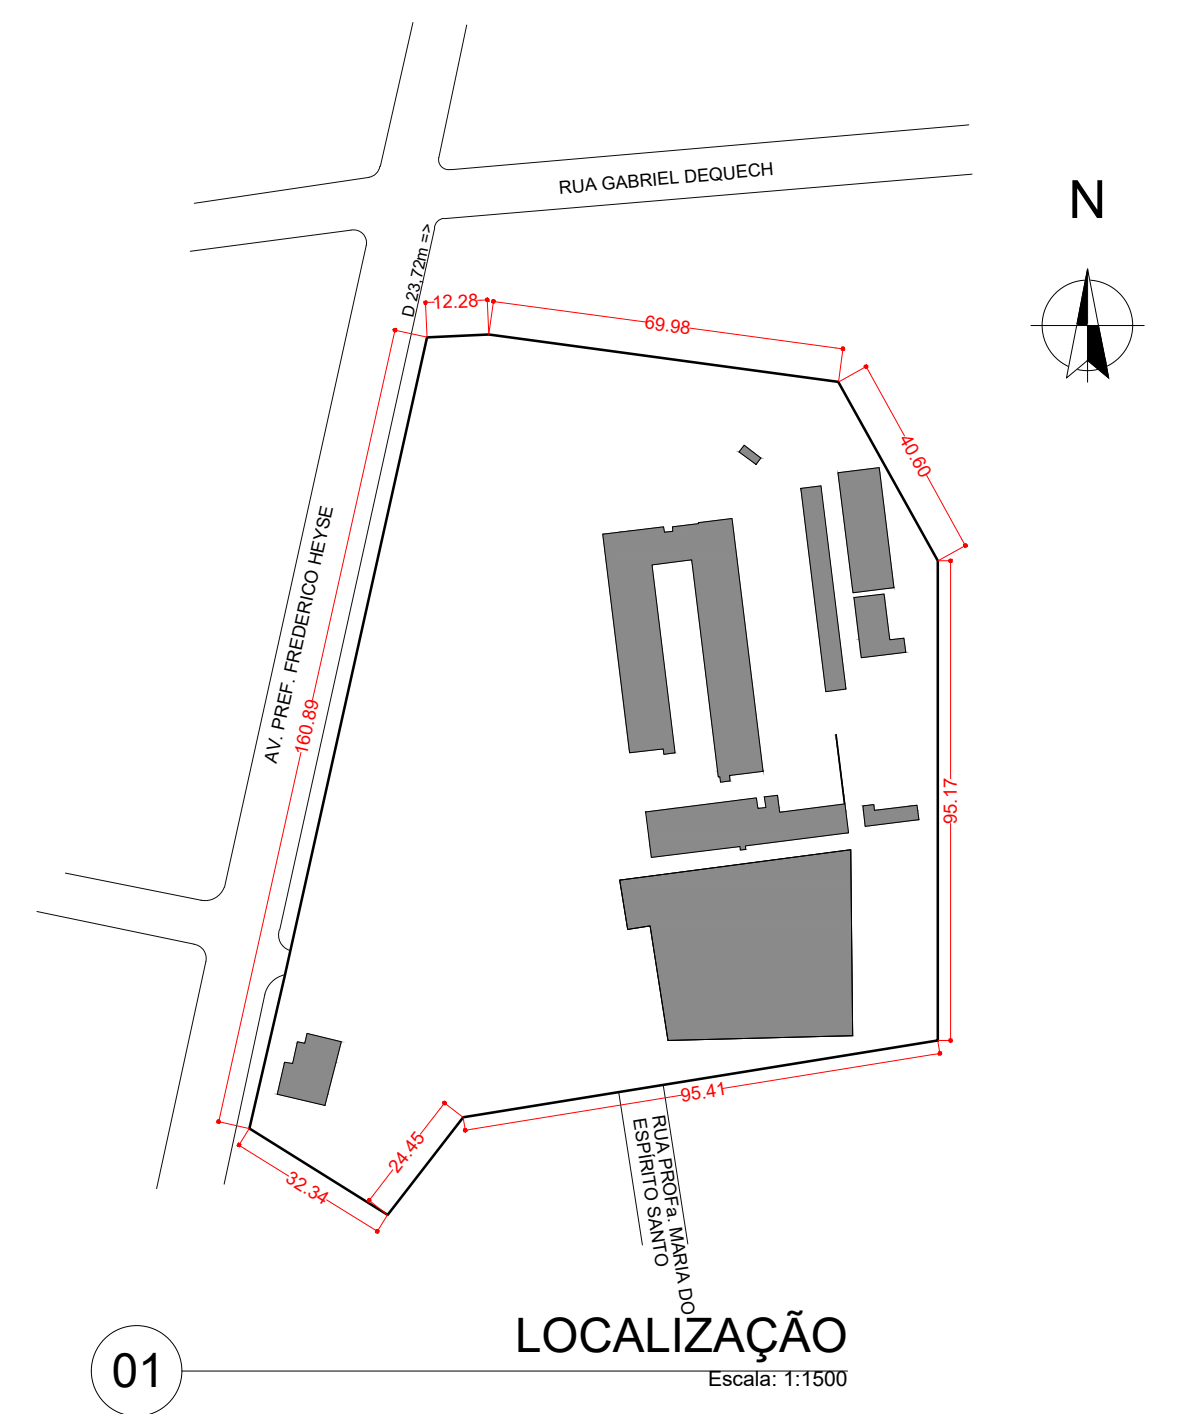 RUA GABRIEL DEQUECH
N
D 23,72m =>
12.28
69.98
40.60
AV. PREF. FREDERICO HEYSE
160.89
95.17
95.41
24.45
32.34
RUA PROFa. MARIA DO
ESPÍRITO SANTO
LOCALIZAÇÃO
01
Escala: 1:1500